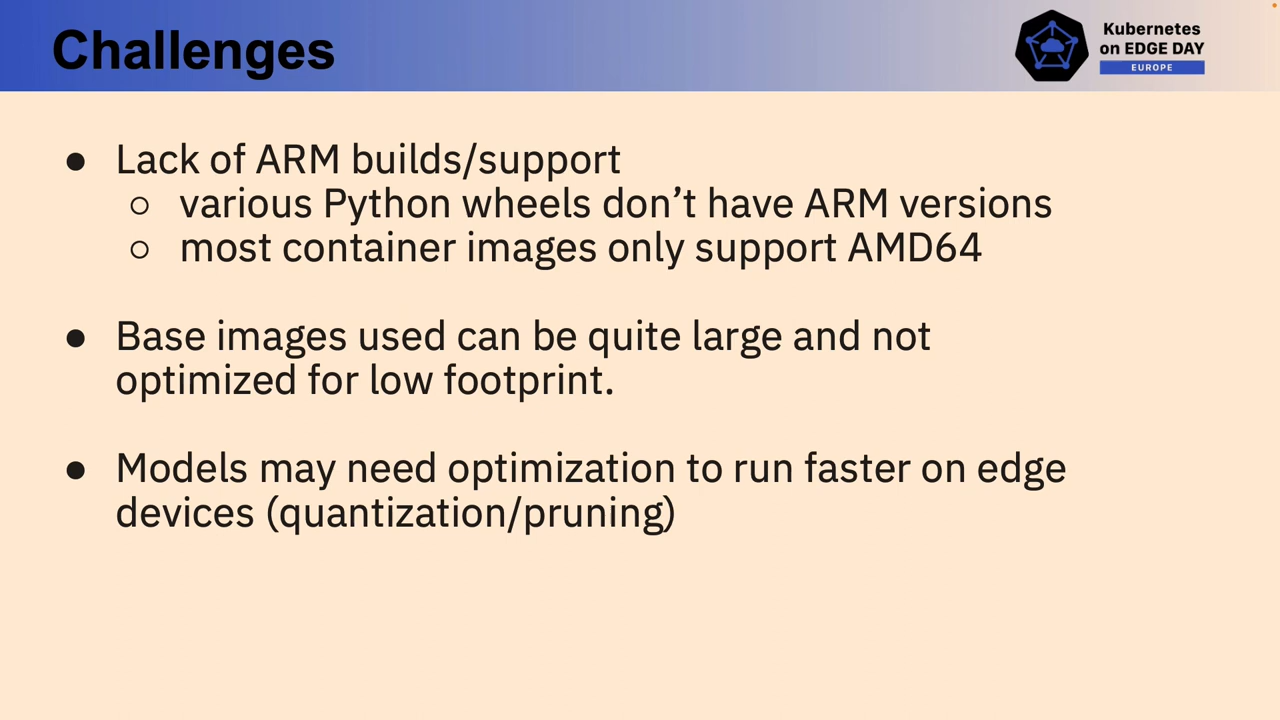 Challenges
Kubernetes
on EDGE DAY
EUROPE
● Lack of ARM builds/support
○ various Python wheels don’t have ARM versions
○ most container images only support AMD64
● Base images used can be quite large and not
optimized for low footprint.
● Models may need optimization to run faster on edge
devices (quantization/pruning)